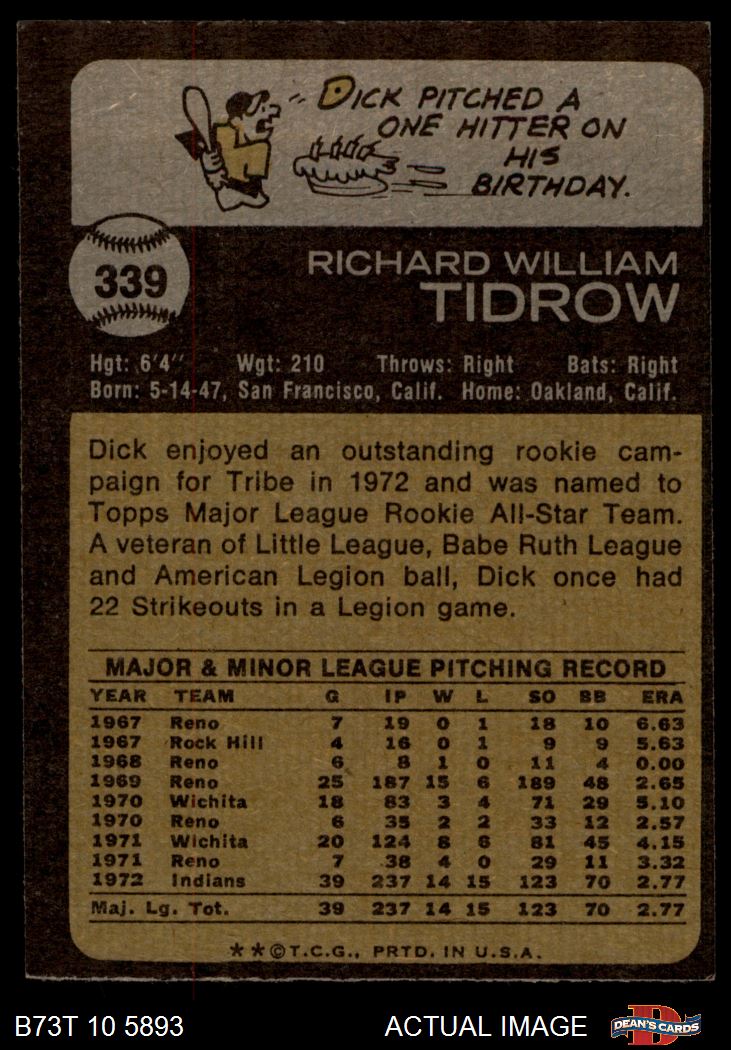 DICK PITCHED A
ONE HITTER ON
HIS
BIRTHDAY.
339
RICHARD WILLIAM
TIDROW
Hgt: 6'4" Wgt: 210 Throws: Right Bats: Right
Born: 5-14-47, San Francisco, Calif. Home: Oakland, Calif.
Dick enjoyed an outstanding rookie cam-
paign for Tribe in 1972 and was named to
Topps Major League Rookie All-Star Team.
A veteran of Little League, Babe Ruth League
and American Legion ball, Dick once had
22 Strikeouts in a Legion game.
MAJOR & MINOR LEAGUE PITCHING RECORD
YEAR TEAM G IP W L SO BB ERA
1967 Reno 7 19 0 1 18 10 6.63
1967 Rock Hill 4 16 0 1 9 9 5.63
1968 Reno 6 8 1 0 11 4 0.00
1969 Reno 25 187 15 6 189 48 2.65
1970 Wichita 18 83 3 4 71 29 5.10
1970 Reno 6 35 2 2 33 12 2.57
1971 Wichita 20 124 8 6 81 45 4.15
1971 Reno 7 38 4 0 29 11 3.32
1972 Indians 39 237 14 15 123 70 2.77
Maj. Lg. Tot. 39 237 14 15 123 70 2.77
**©T.C.G., PRTD. IN U.S.A.
B73T 10 5893 ACTUAL IMAGE D DEAN'S CARDS